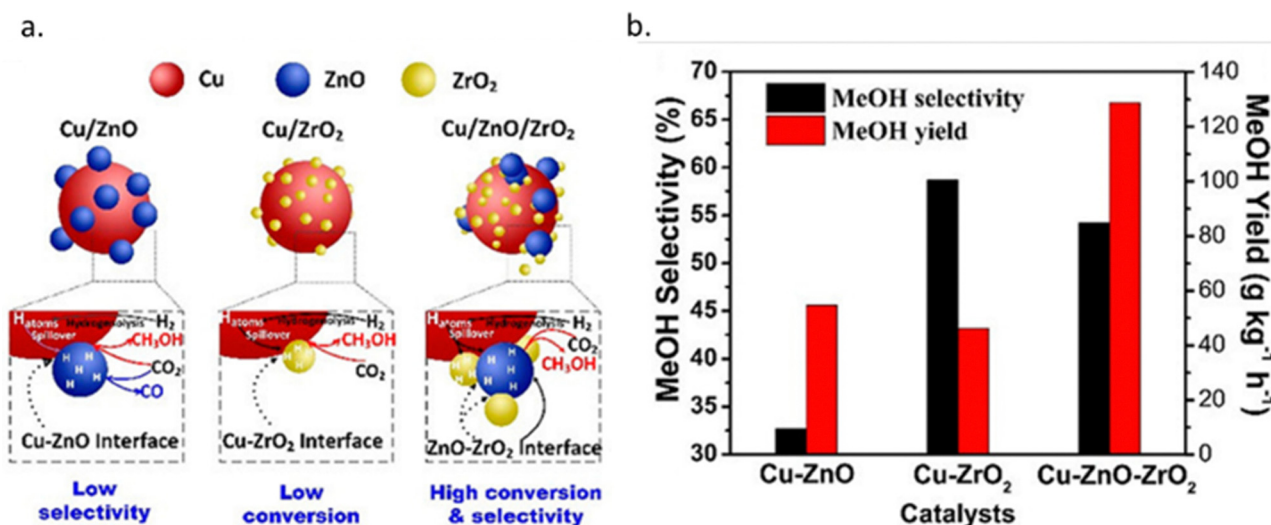 a.
Cu ZnO ZrO₂
Cu/ZnO Cu/ZrO₂ Cu/ZnO/ZrO₂
H atoms Hydrogenolysis H₂
Spillover
CH₃OH
H H H H
CO₂
CO
Cu-ZnO Interface
Low
selectivity
H atoms Hydrogenolysis H₂
Spillover
CH₃OH
H H H
CO₂
Cu-ZrO₂ Interface
Low
conversion
H atoms Hydrogenolysis H₂
Spillover
CO₂
CH₃OH
H H H H
ZnO-ZrO₂ Interface
High conversion
& selectivity
b.
MeOH selectivity
MeOH yield
MeOH Selectivity (%)
70
65
60
55
50
45
40
35
30
MeOH Yield (g kg⁻¹ h⁻¹)
140
120
100
80
60
40
20
0
Cu-ZnO Cu-ZrO₂ Cu-ZnO-ZrO₂
Catalysts